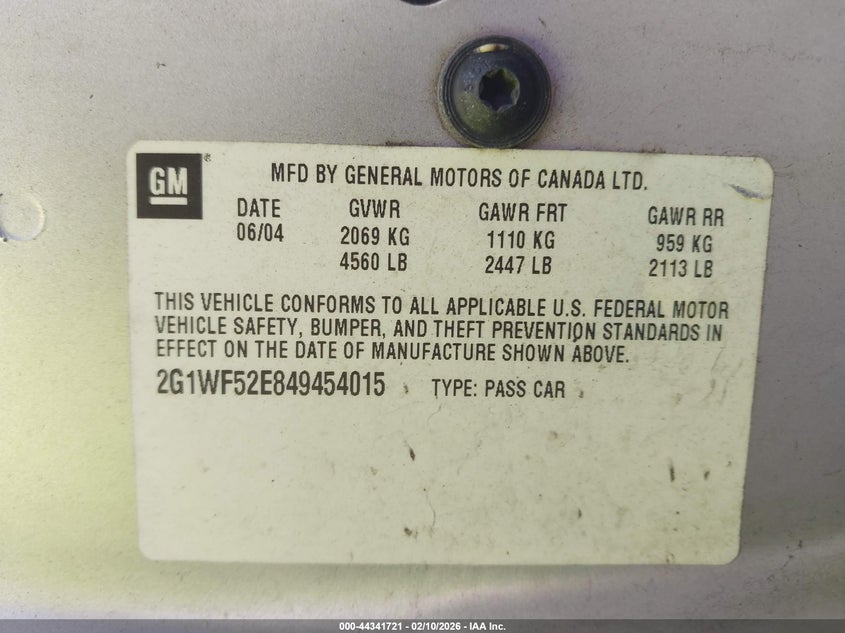 GM®
MFD BY GENERAL MOTORS OF CANADA LTD.
DATE GVWR GAWR FRT GAWR RR
06/04 2069 KG 1110 KG 959 KG
4560 LB 2447 LB 2113 LB
THIS VEHICLE CONFORMS TO ALL APPLICABLE U.S. FEDERAL MOTOR
VEHICLE SAFETY, BUMPER, AND THEFT PREVENTION STANDARDS IN
EFFECT ON THE DATE OF MANUFACTURE SHOWN ABOVE.
2G1WF52E849454015 TYPE: PASS CAR
000-44341721 - 02/10/2026 - IAA Inc.